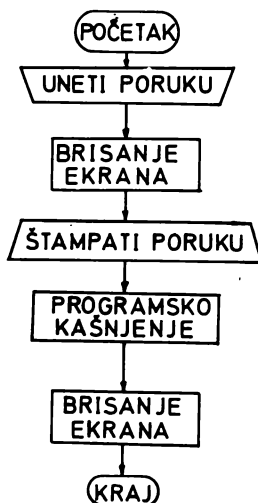 POČETAK
UNETI PORUKU
BRISANJE
EKRANA
ŠTAMPATI PORUKU
PROGRAMSKO
KAŠNJENJE
BRISANJE
EKRANA
KRAJ